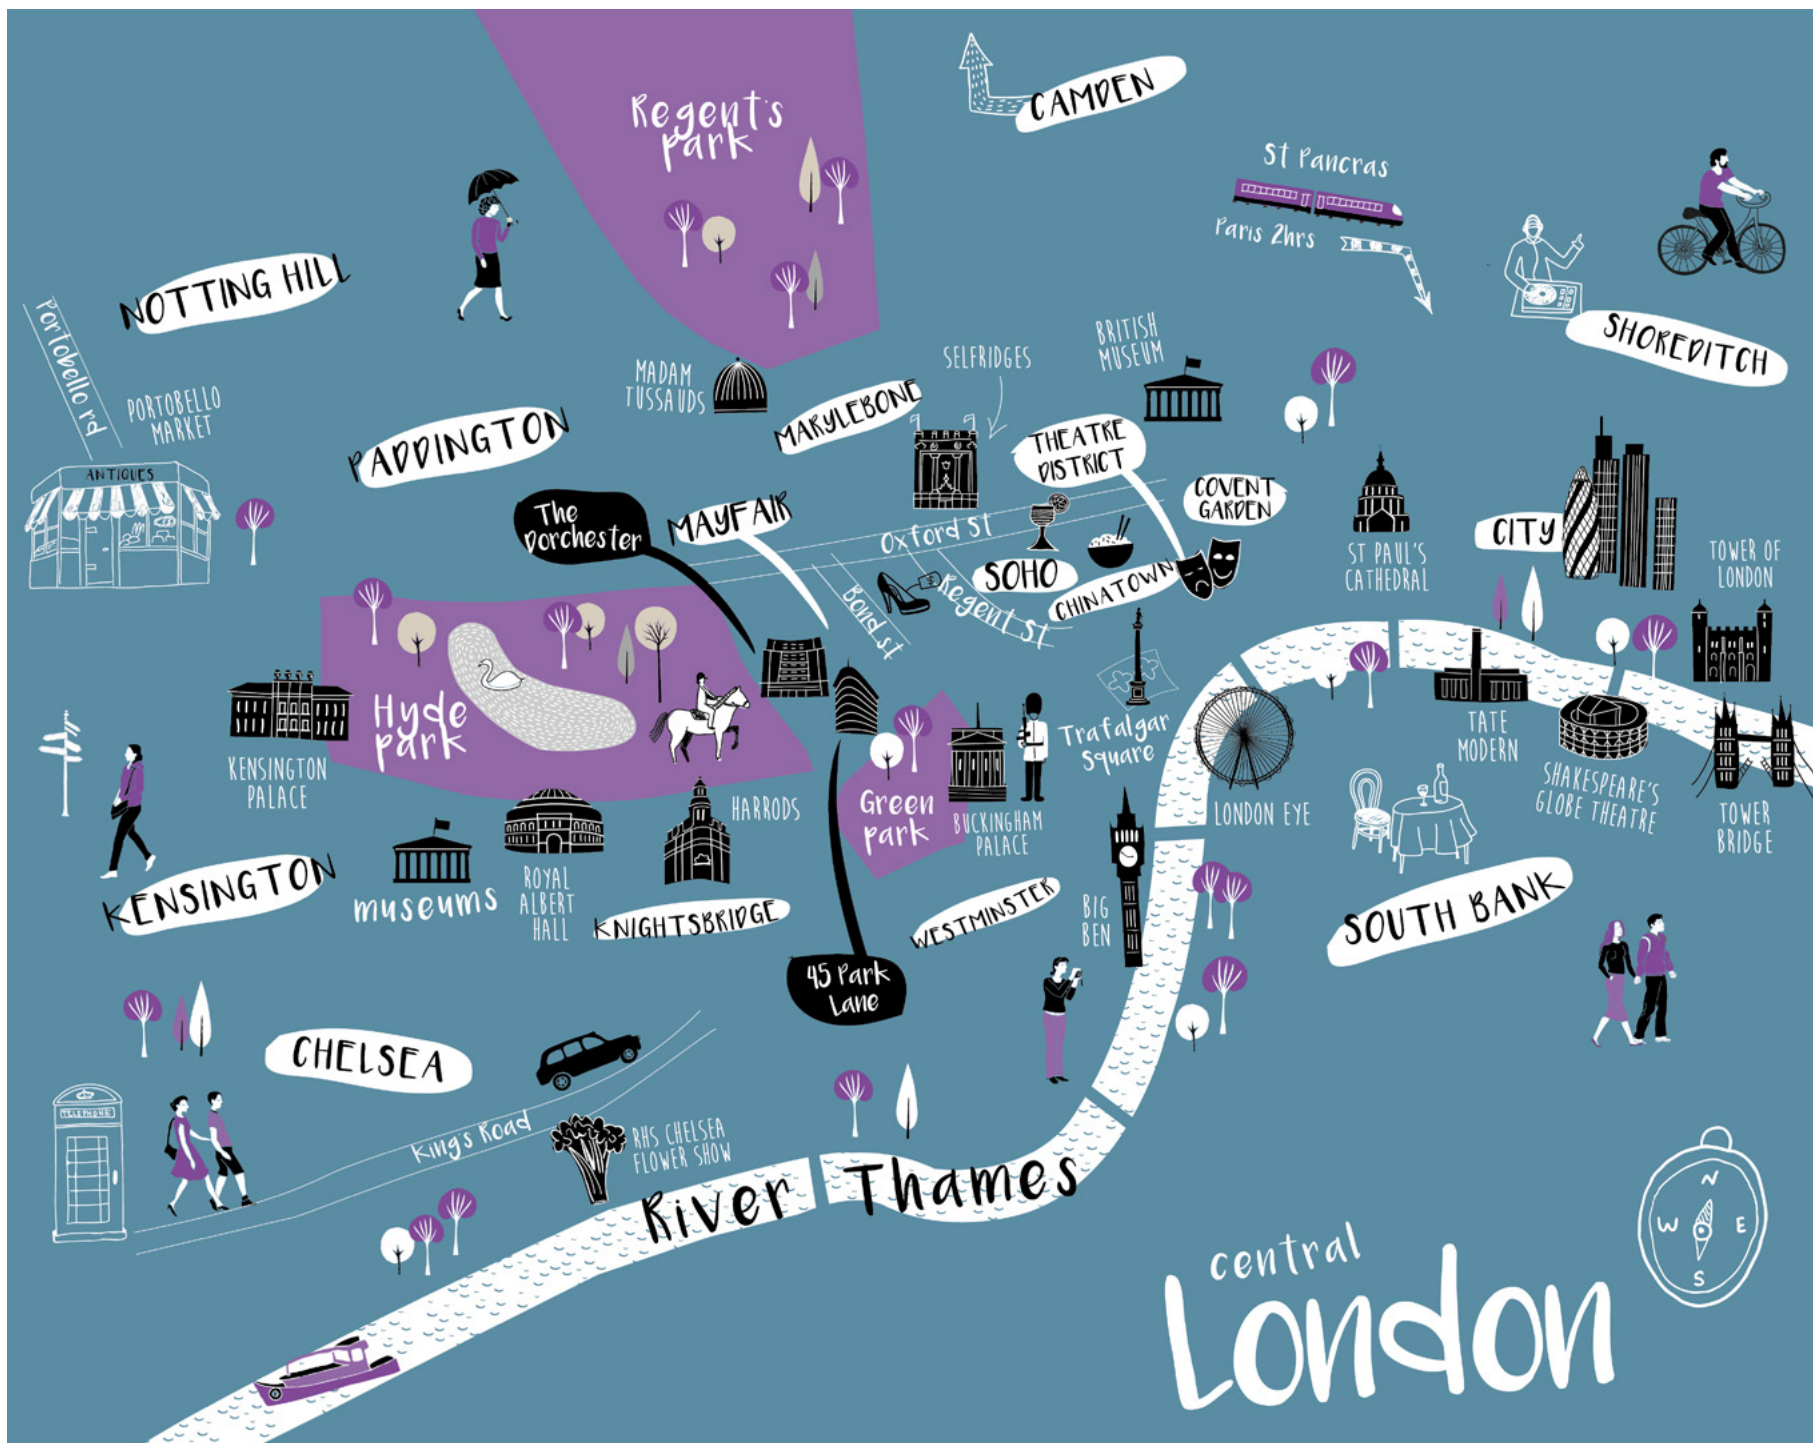 Regent's
park
CAMDEN
St Pancras
Paris 2hrs
NOTTING HILL
Portobello rd
PORTOBELLO
MARKET
ANTIQUES
SHOREDITCH
BRITISH
MUSEUM
SELFRIDGES
MADAM
TUSSAUDS
MARYLEBONE
PADDINGTON
THEATRE
DISTRICT
COVENT
GARDEN
The
Dorchester
MAYFAIR
Oxford St
SOHO
CHINATOWN
Bond St
Regent St
ST PAUL'S
CATHEDRAL
CITY
TOWER OF
LONDON
Hyde
park
KENSINGTON
PALACE
Green
park
BUCKINGHAM
PALACE
Trafalgar
Square
LONDON EYE
TATE
MODERN
SHAKESPEARE'S
GLOBE THEATRE
TOWER
BRIDGE
HARRODS
KENSINGTON
museums
ROYAL
ALBERT
HALL
KNIGHTSBRIDGE
WESTMINSTER
BIG
BEN
SOUTH BANK
45 Park
Lane
CHELSEA
TELEPHONE
Kings Road
RHS CHELSEA
FLOWER SHOW
River Thames
N
W
E
S
central
London